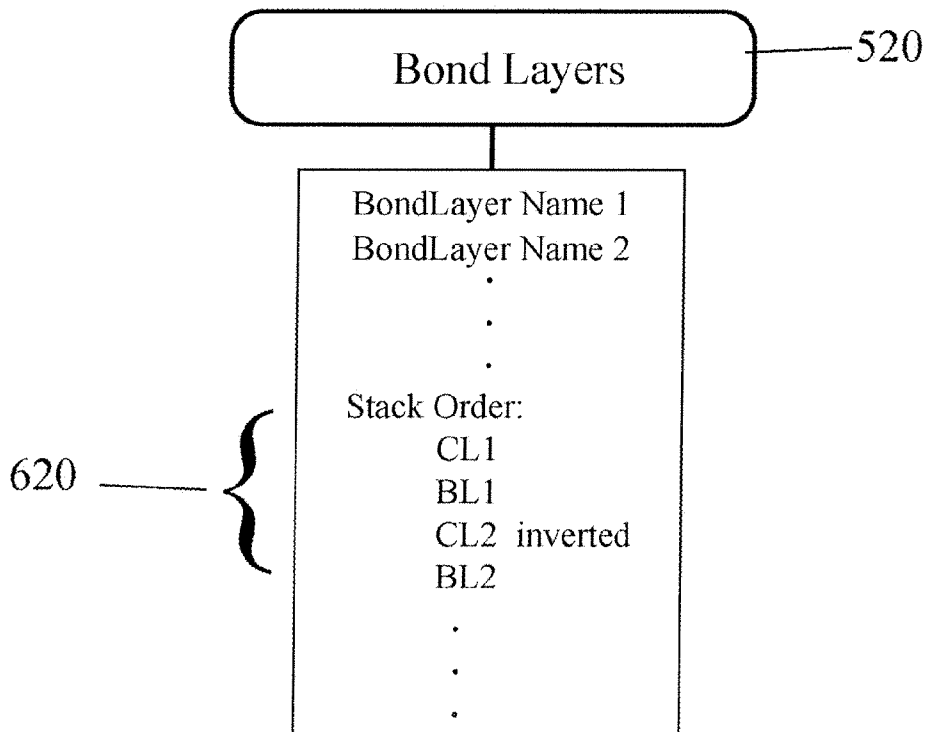 Bond Layers
520
BondLayer Name 1
BondLayer Name 2
.
.
.
Stack Order:
CL1
620
BL1
CL2 inverted
BL2
.
.
.